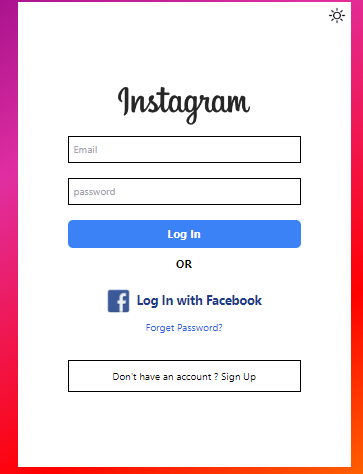 Instagram
Email
password
Log In
OR
Log In with Facebook
Forget Password?
Don't have an account ? Sign Up